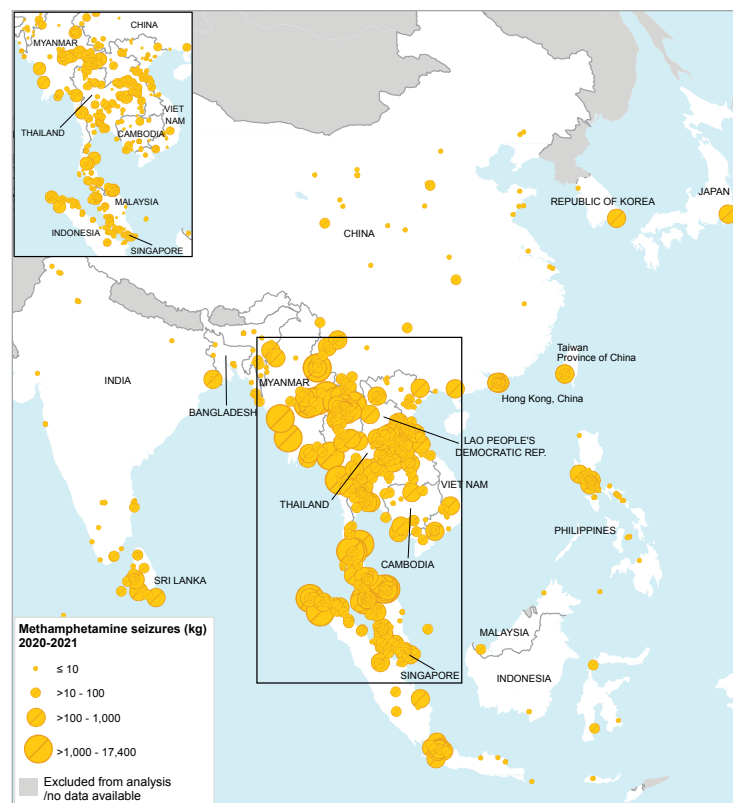 CHINA
MYANMAR
VIET
NAM
THAILAND
CAMBODIA
MALAYSIA
INDONESIA
SINGAPORE
REPUBLIC OF KOREA
JAPAN
CHINA
Taiwan
Province of China
INDIA
MYANMAR
Hong Kong, China
BANGLADESH
LAO PEOPLE'S
DEMOCRATIC REP.
VIET NAM
THAILAND
PHILIPPINES
CAMBODIA
SRI LANKA
MALAYSIA
SINGAPORE
INDONESIA
Methamphetamine seizures (kg)
2020-2021
≤ 10
>10 - 100
>100 - 1,000
>1,000 - 17,400
Excluded from analysis
/no data available